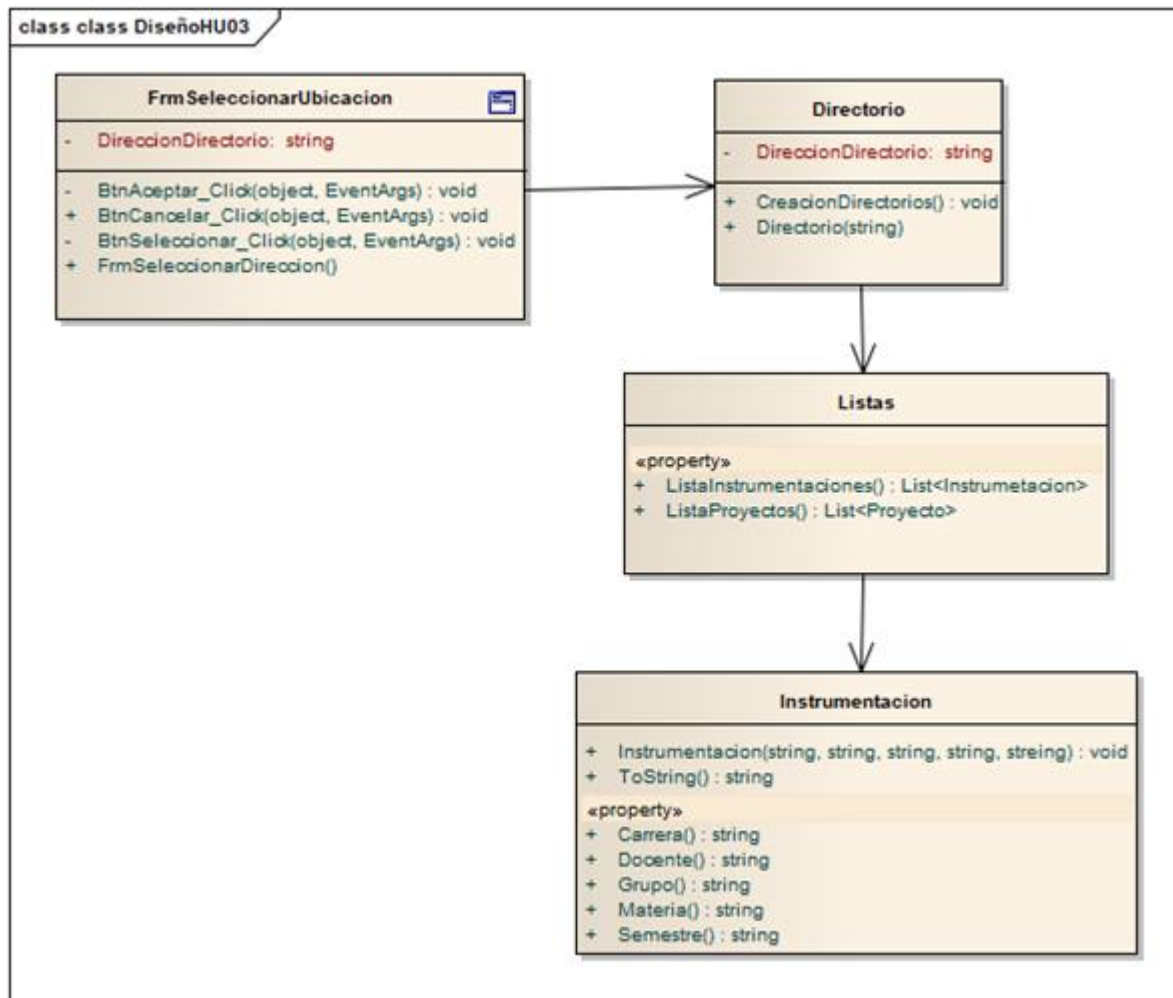 class class DiseñoHU03
FrmSeleccionarUbicacion
- DireccionDirectorio: string
- BtnAceptar_Click(object, EventArgs) : void
+ BtnCancelar_Click(object, EventArgs) : void
- BtnSeleccionar_Click(object, EventArgs) : void
+ FrmSeleccionarDireccion()
Directorio
- DireccionDirectorio: string
+ CreacionDirectorios() : void
+ Directorio(string)
Listas
«property»
+ ListaInstrumentaciones() : List<Instrumetacion>
+ ListaProyectos() : List<Proyecto>
Instrumentacion
+ Instrumentacion(string, string, string, string, streing) : void
+ ToString() : string
«property»
+ Carrera() : string
+ Docente() : string
+ Grupo() : string
+ Materia() : string
+ Semestre() : string